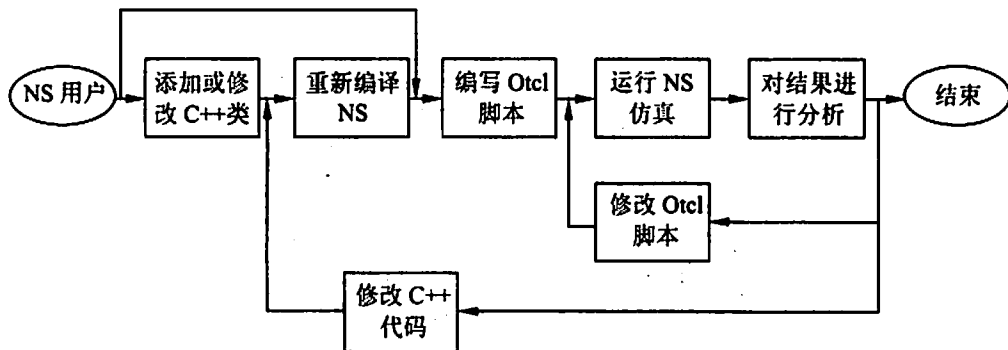 NS 用户
添加或修
改 C++类
重新编译
NS
编写 Otcl
脚本
运行 NS
仿真
对结果进
行分析
结束
修改 Otcl
脚本
修改 C++
代码